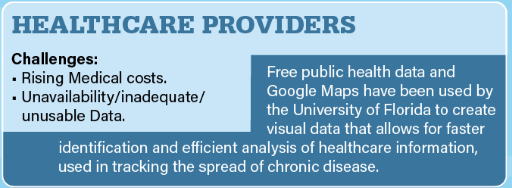 HEALTHCARE PROVIDERS
Challenges:
• Rising Medical costs.
• Unavailability/inadequate/
unusable Data.
Free public health data and
Google Maps have been used by
the University of Florida to create
visual data that allows for faster
identification and efficient analysis of healthcare information,
used in tracking the spread of chronic disease.